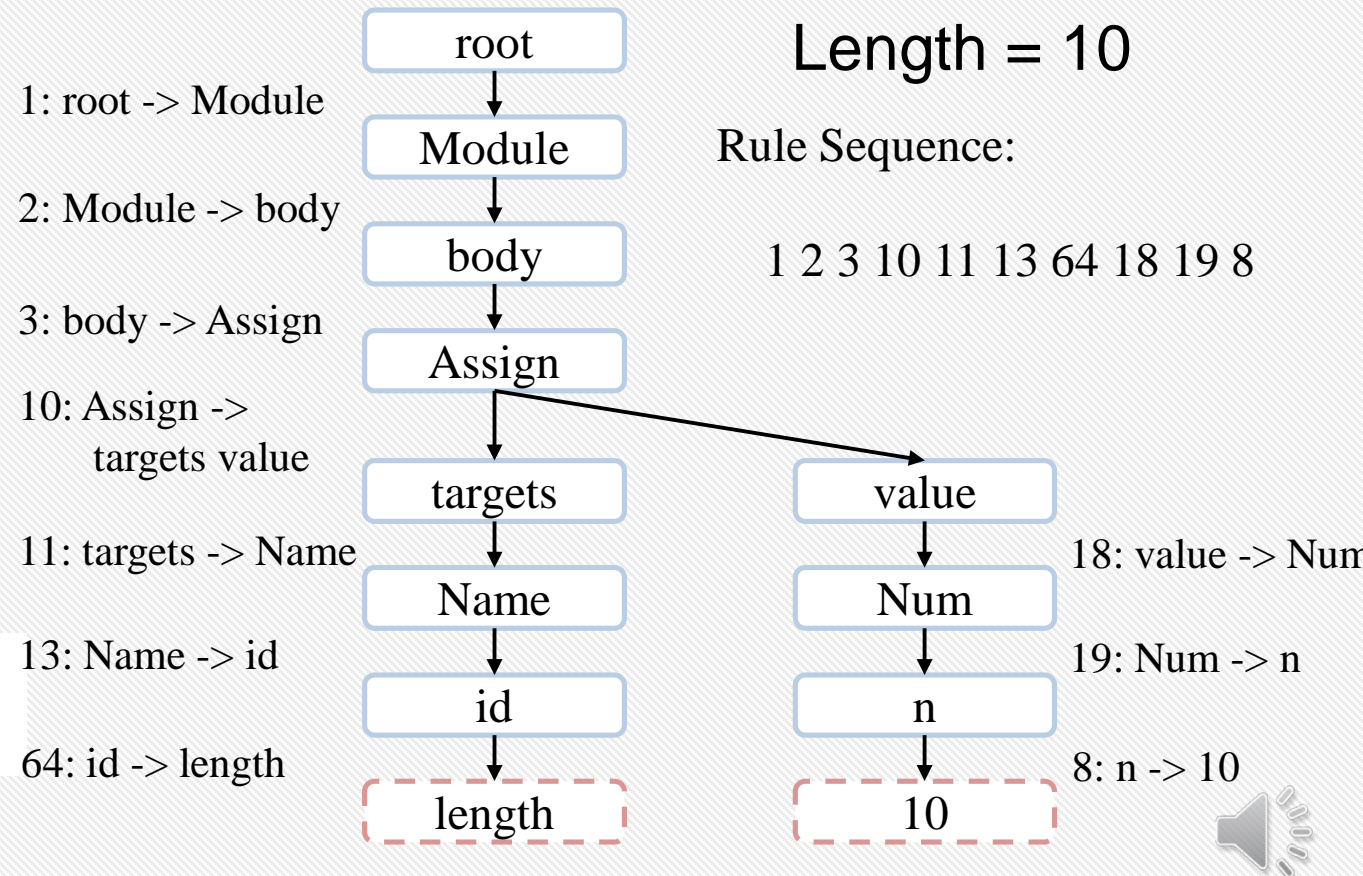 root
Length = 10
1: root -> Module
Module
Rule Sequence:
2: Module -> body
body
1 2 3 10 11 13 64 18 19 8
3: body -> Assign
Assign
10: Assign ->
targets value
targets
value
11: targets -> Name
18: value -> Num
Name
Num
13: Name -> id
19: Num -> n
id
n
64: id -> length
8: n -> 10
length
10